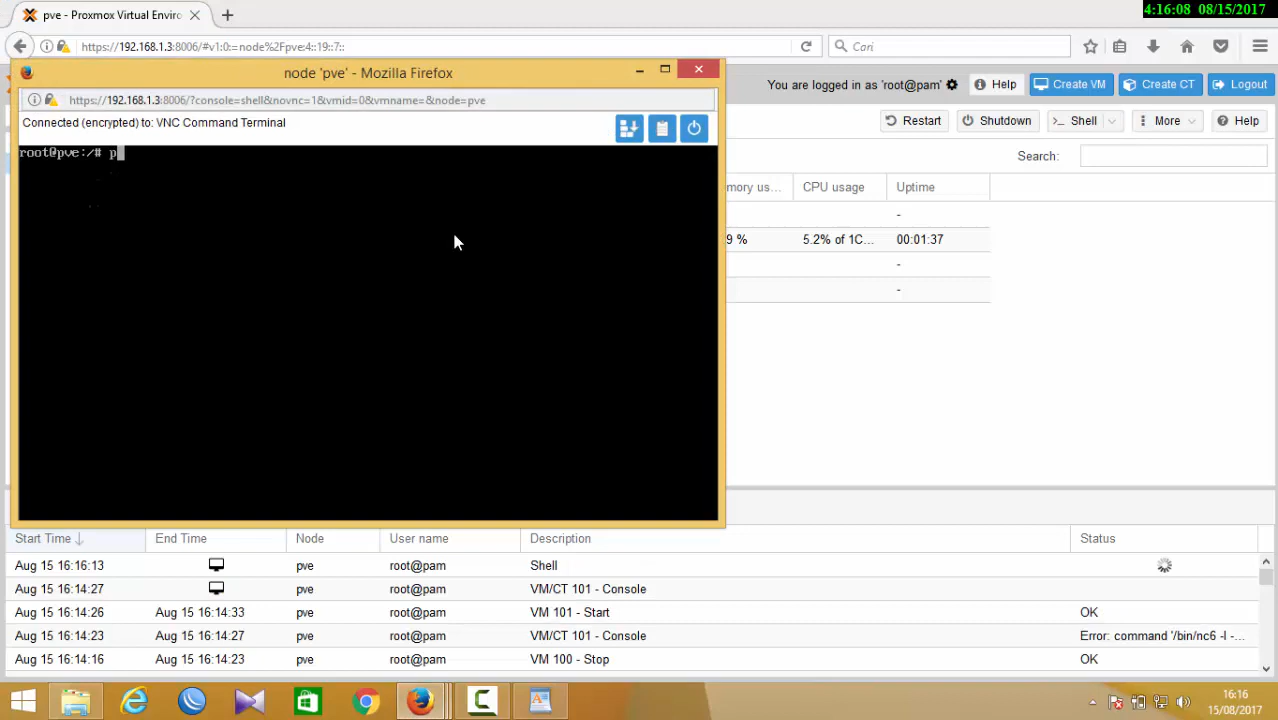 4:16:08 08/15/2017
pve - Proxmox Virtual Enviro
https://192.168.1.3:8006/#v1:0:=node%2Fpve:4::19::7::
Cari
node 'pve' - Mozilla Firefox
You are logged in as 'root@pam'
Help
Create VM
Create CT
Logout
https://192.168.1.3:8006/?console=shell&novnc=1&vmid=0&vmname=&node=pve
Connected (encrypted) to: VNC Command Terminal
Restart
Shutdown
>_ Shell
More
Help
root@pve:/# p
Search:
mory us...
CPU usage
Uptime
-
9 %
5.2% of 1C...
00:01:37
-
-
Start Time
End Time
Node
User name
Description
Status
Aug 15 16:16:13
pve
root@pam
Shell
Aug 15 16:14:27
pve
root@pam
VM/CT 101 - Console
Aug 15 16:14:26
Aug 15 16:14:33
pve
root@pam
VM 101 - Start
OK
Aug 15 16:14:23
Aug 15 16:14:27
pve
root@pam
VM/CT 101 - Console
Error: command '/bin/nc6 -l -...
Aug 15 16:14:16
Aug 15 16:14:23
pve
root@pam
VM 100 - Stop
OK
16:16
15/08/2017